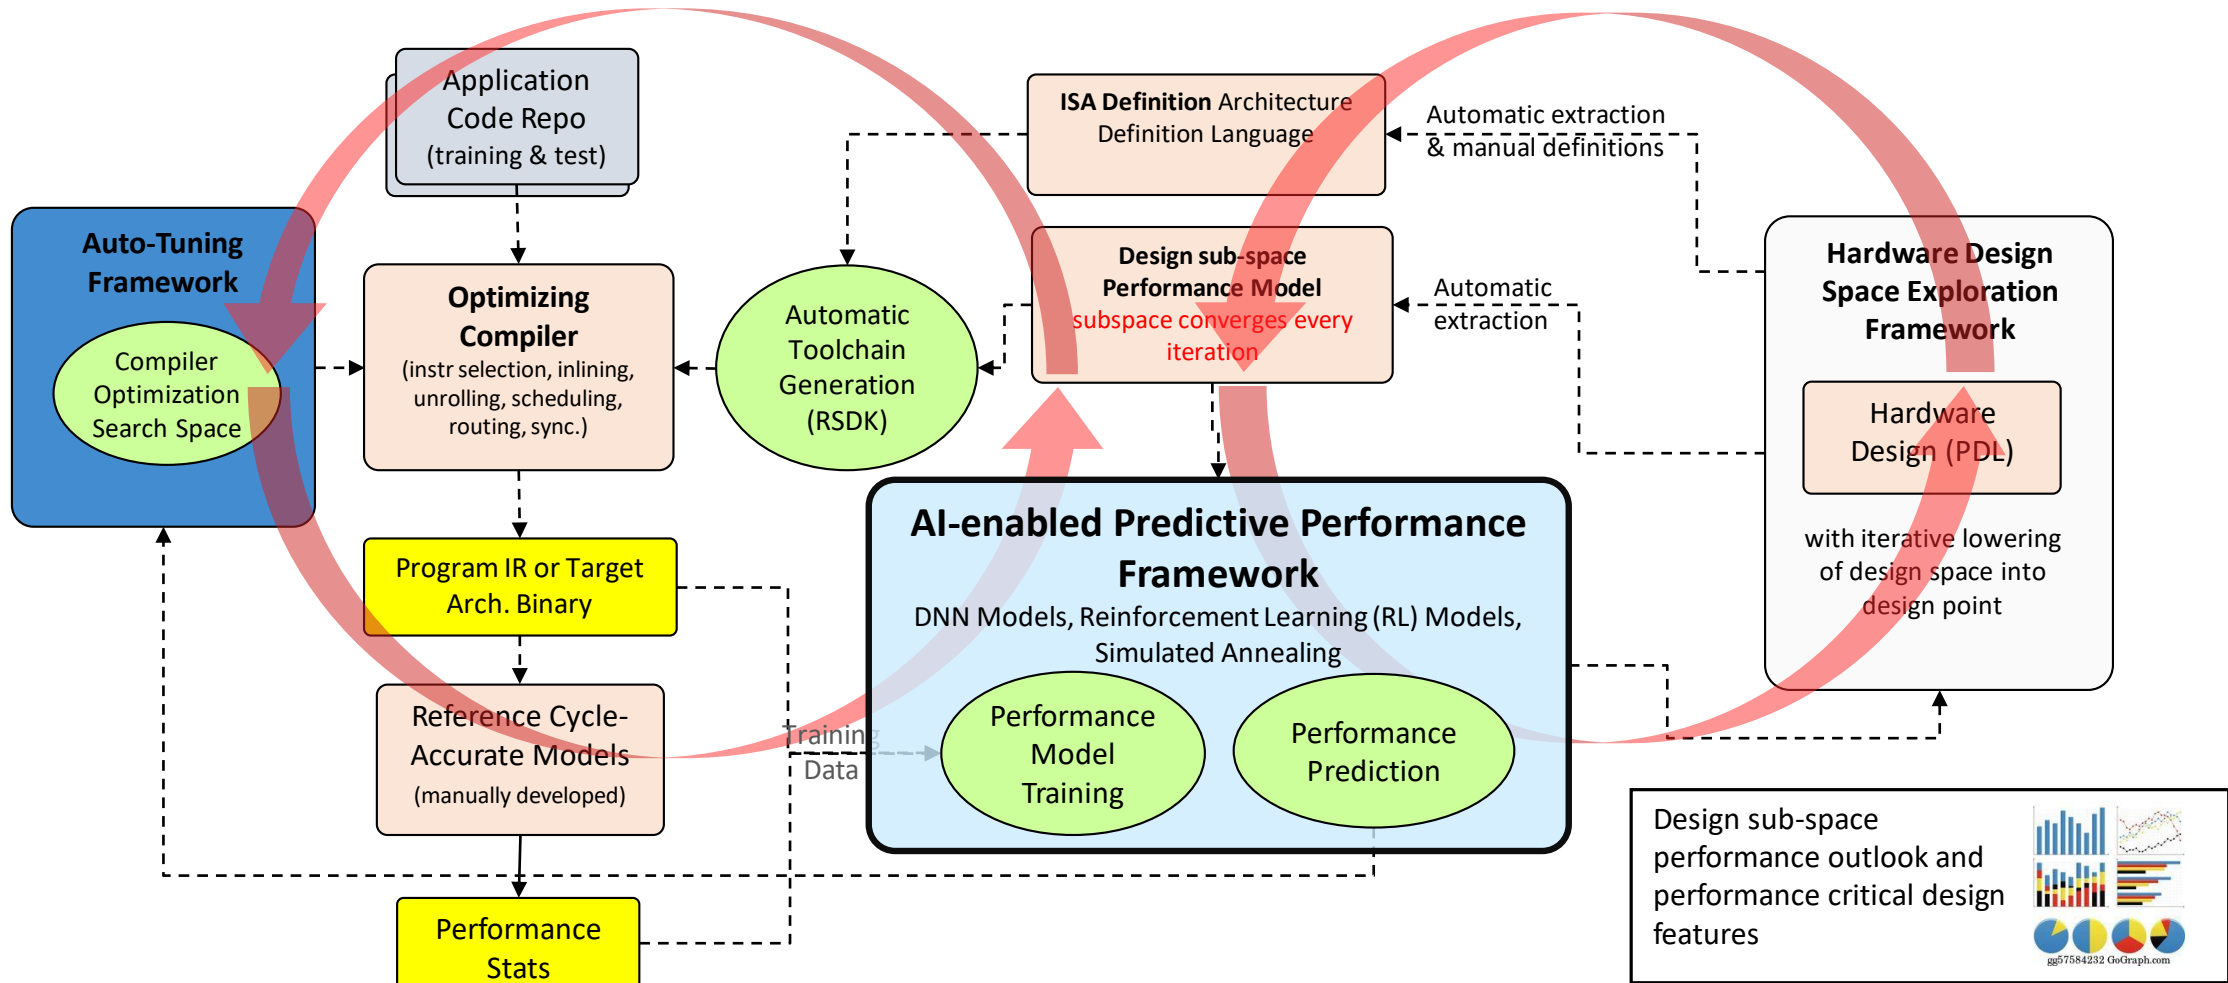 Application
Code Repo
(training & test)
ISA Definition Architecture
Definition Language
Automatic extraction
& manual definitions
Auto-Tuning
Framework
Compiler
Optimization
Search Space
Optimizing
Compiler
(instr selection, inlining,
unrolling, scheduling,
routing, sync.)
Automatic
Toolchain
Generation
(RSDK)
Design sub-space
Performance Model
subspace converges every
iteration
Automatic
extraction
Hardware Design
Space Exploration
Framework
Hardware
Design (PDL)
with iterative lowering
of design space into
design point
AI-enabled Predictive Performance
Framework
DNN Models, Reinforcement Learning (RL) Models,
Simulated Annealing
Performance
Model
Training
Performance
Prediction
Program IR or Target
Arch. Binary
Reference Cycle-
Accurate Models
(manually developed)
Training
Data
Performance
Stats
Design sub-space
performance outlook and
performance critical design
features
gg57584232 GoGraph.com